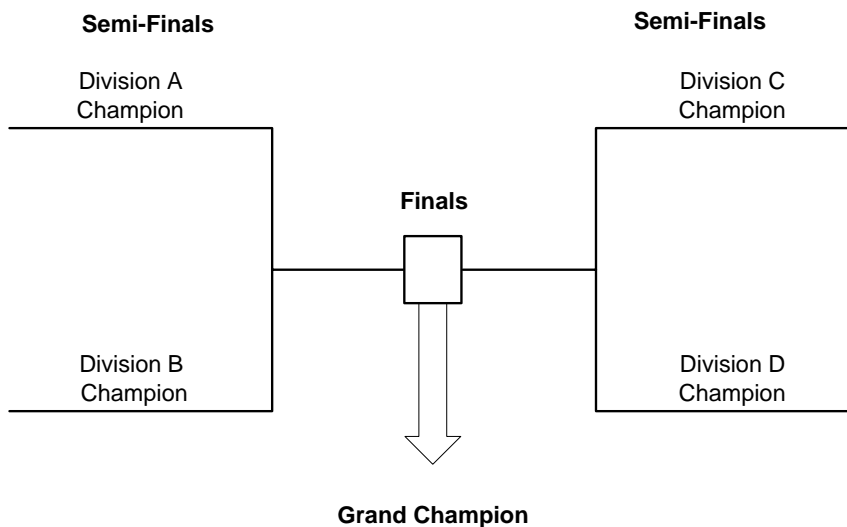 Semi-Finals
Semi-Finals
Division A
Champion
Division C
Champion
Finals
Division B
Champion
Division D
Champion
Grand Champion